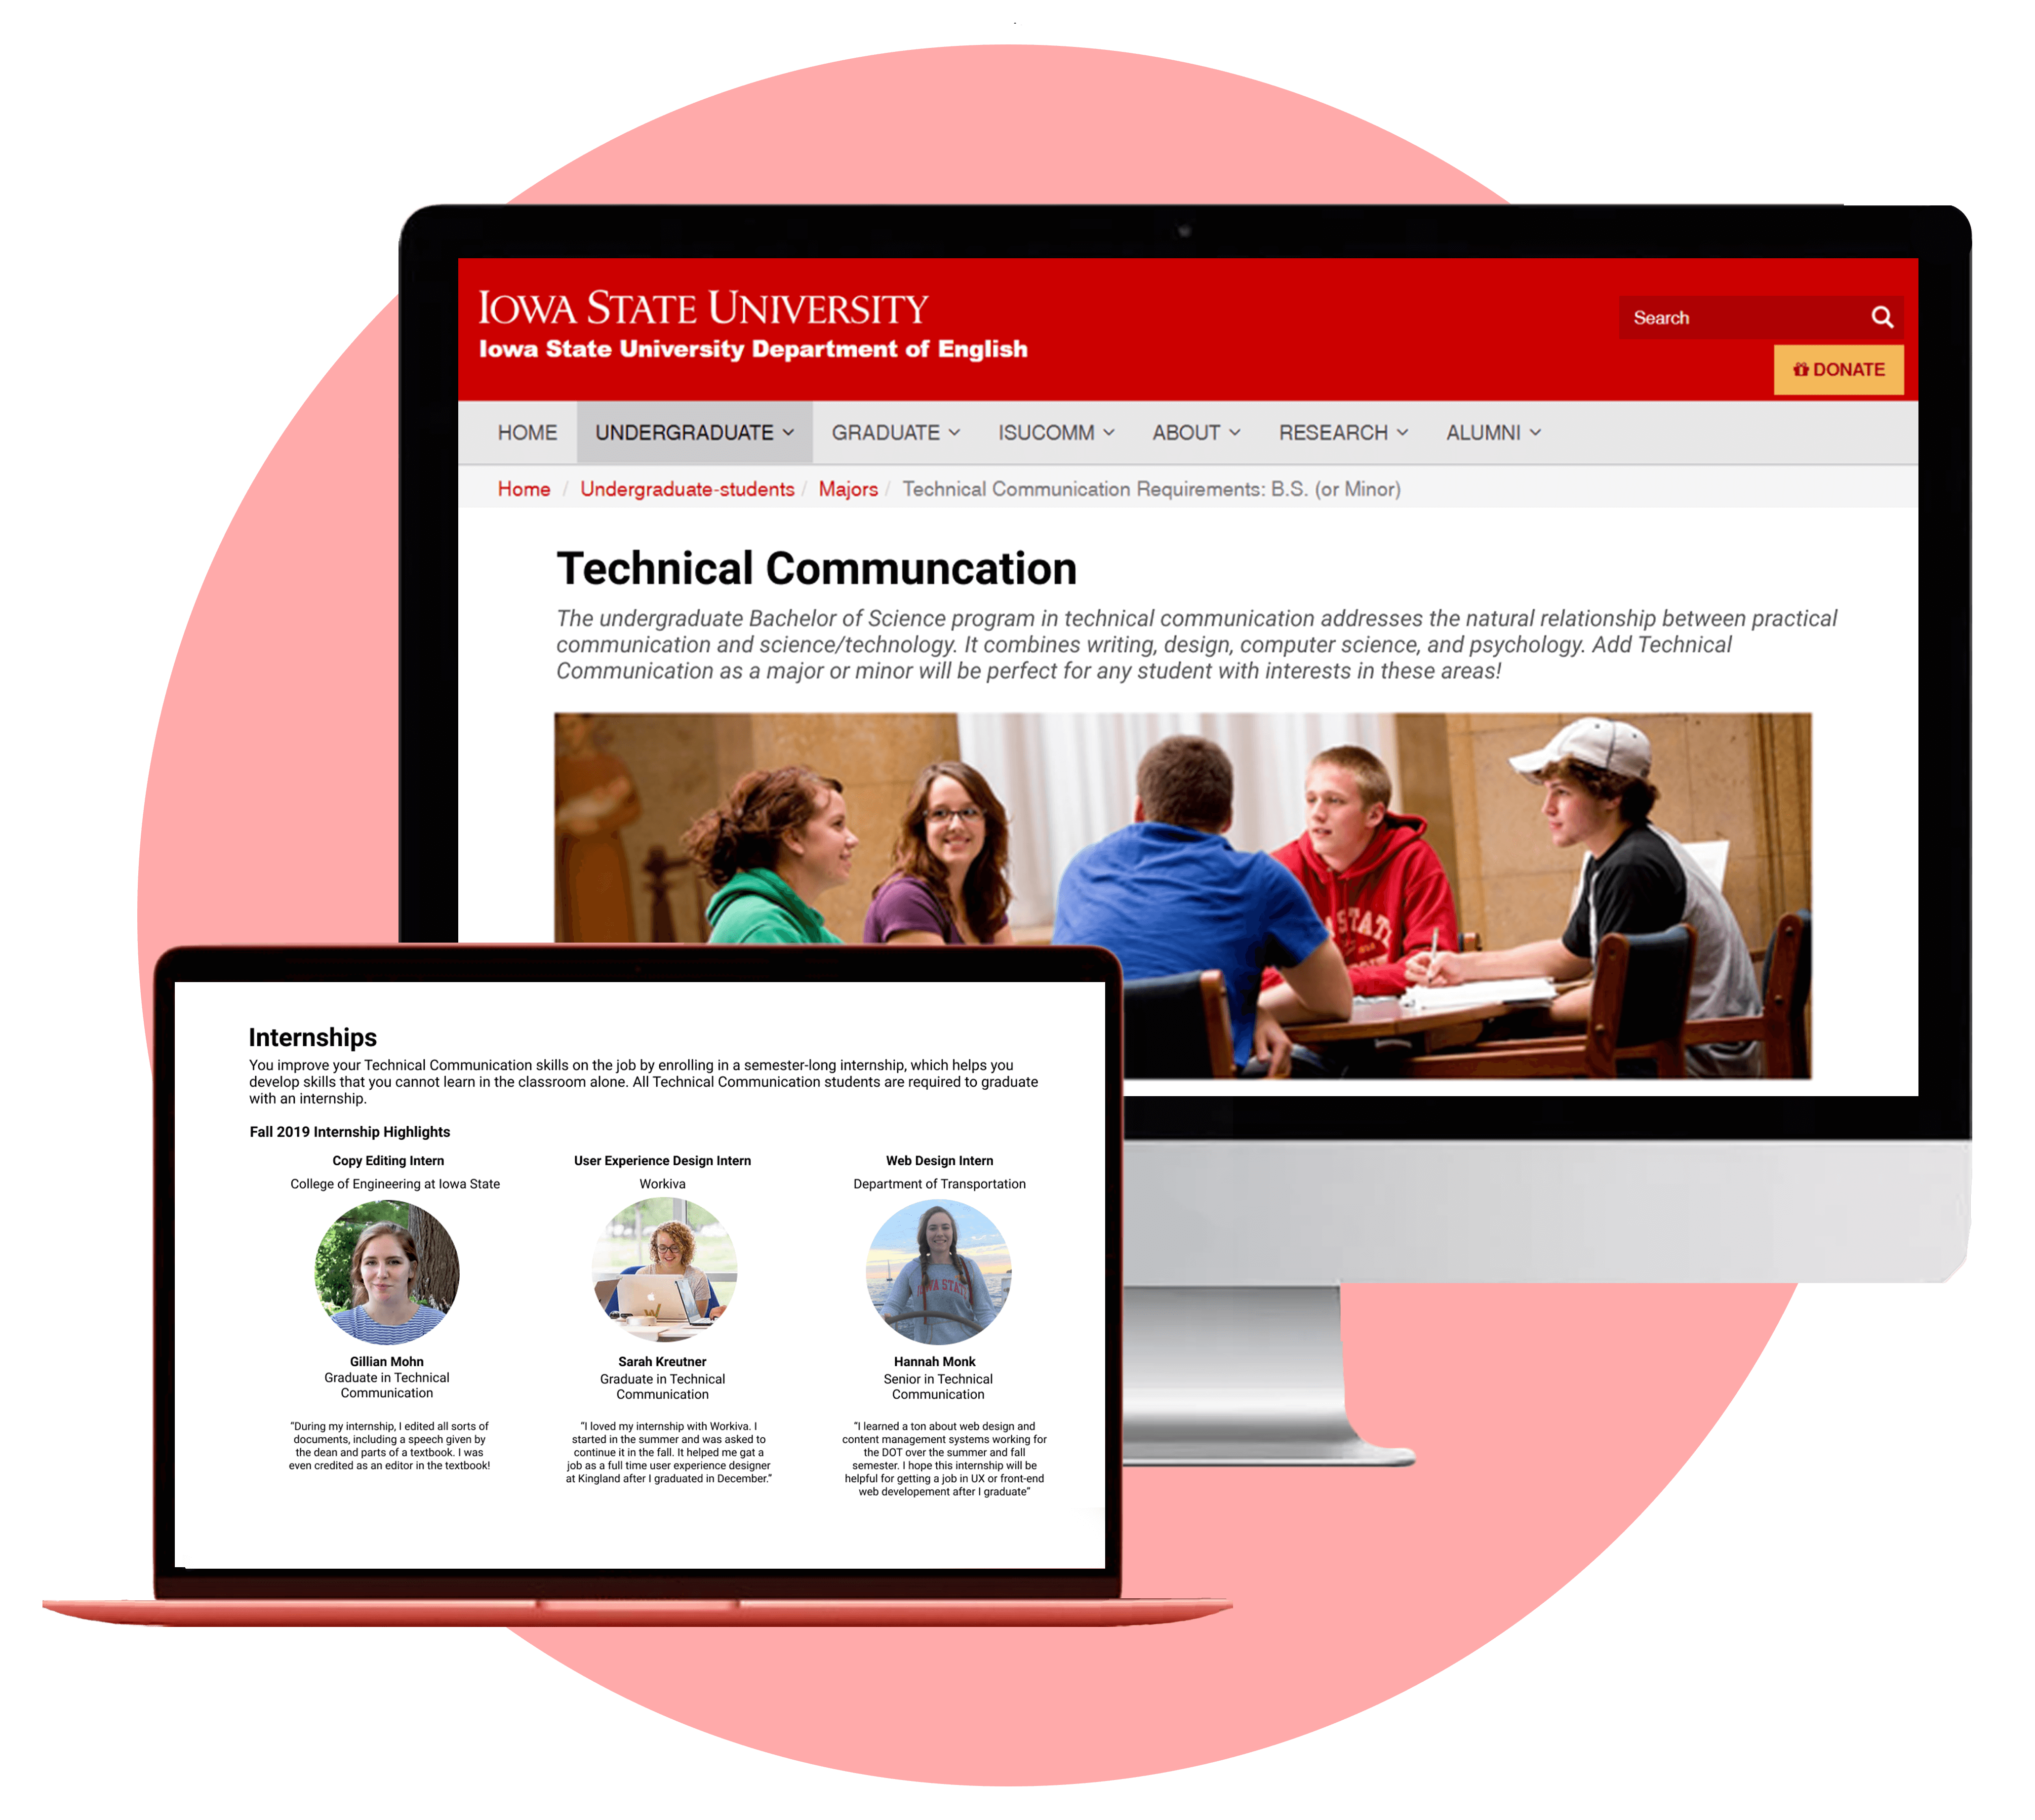 IOWA STATE UNIVERSITY
Iowa State University Department of English
Search
DONATE
HOME UNDERGRADUATE GRADUATE ISUCOMM ABOUT RESEARCH ALUMNI
Home / Undergraduate-students / Majors / Technical Communication Requirements: B.S. (or Minor)
Technical Communcation
The undergraduate Bachelor of Science program in technical communication addresses the natural relationship between practical
communication and science/technology. It combines writing, design, computer science, and psychology. Add Technical
Communication as a major or minor will be perfect for any student with interests in these areas!
Internships
You improve your Technical Communication skills on the job by enrolling in a semester-long internship, which helps you
develop skills that you cannot learn in the classroom alone. All Technical Communication students are required to graduate
with an internship.
Fall 2019 Internship Highlights
Copy Editing Intern
College of Engineering at Iowa State
Gillian Mohn
Graduate in Technical
Communication
“During my internship, I edited all sorts of
documents, including a speech given by
the dean and parts of a textbook. I was
even credited as an editor in the textbook!
User Experience Design Intern
Workiva
Sarah Kreutner
Graduate in Technical
Communication
“I loved my internship with Workiva. I
started in the summer and was asked to
continue it in the fall. It helped me gat a
job as a full time user experience designer
at Kingland after I graduated in December.”
Web Design Intern
Department of Transportation
IOWA STATE
Hannah Monk
Senior in Technical
Communication
“I learned a ton about web design and
content management systems working for
the DOT over the summer and fall
semester. I hope this internship will be
helpful for getting a job in UX or front-end
web developement after I graduate”